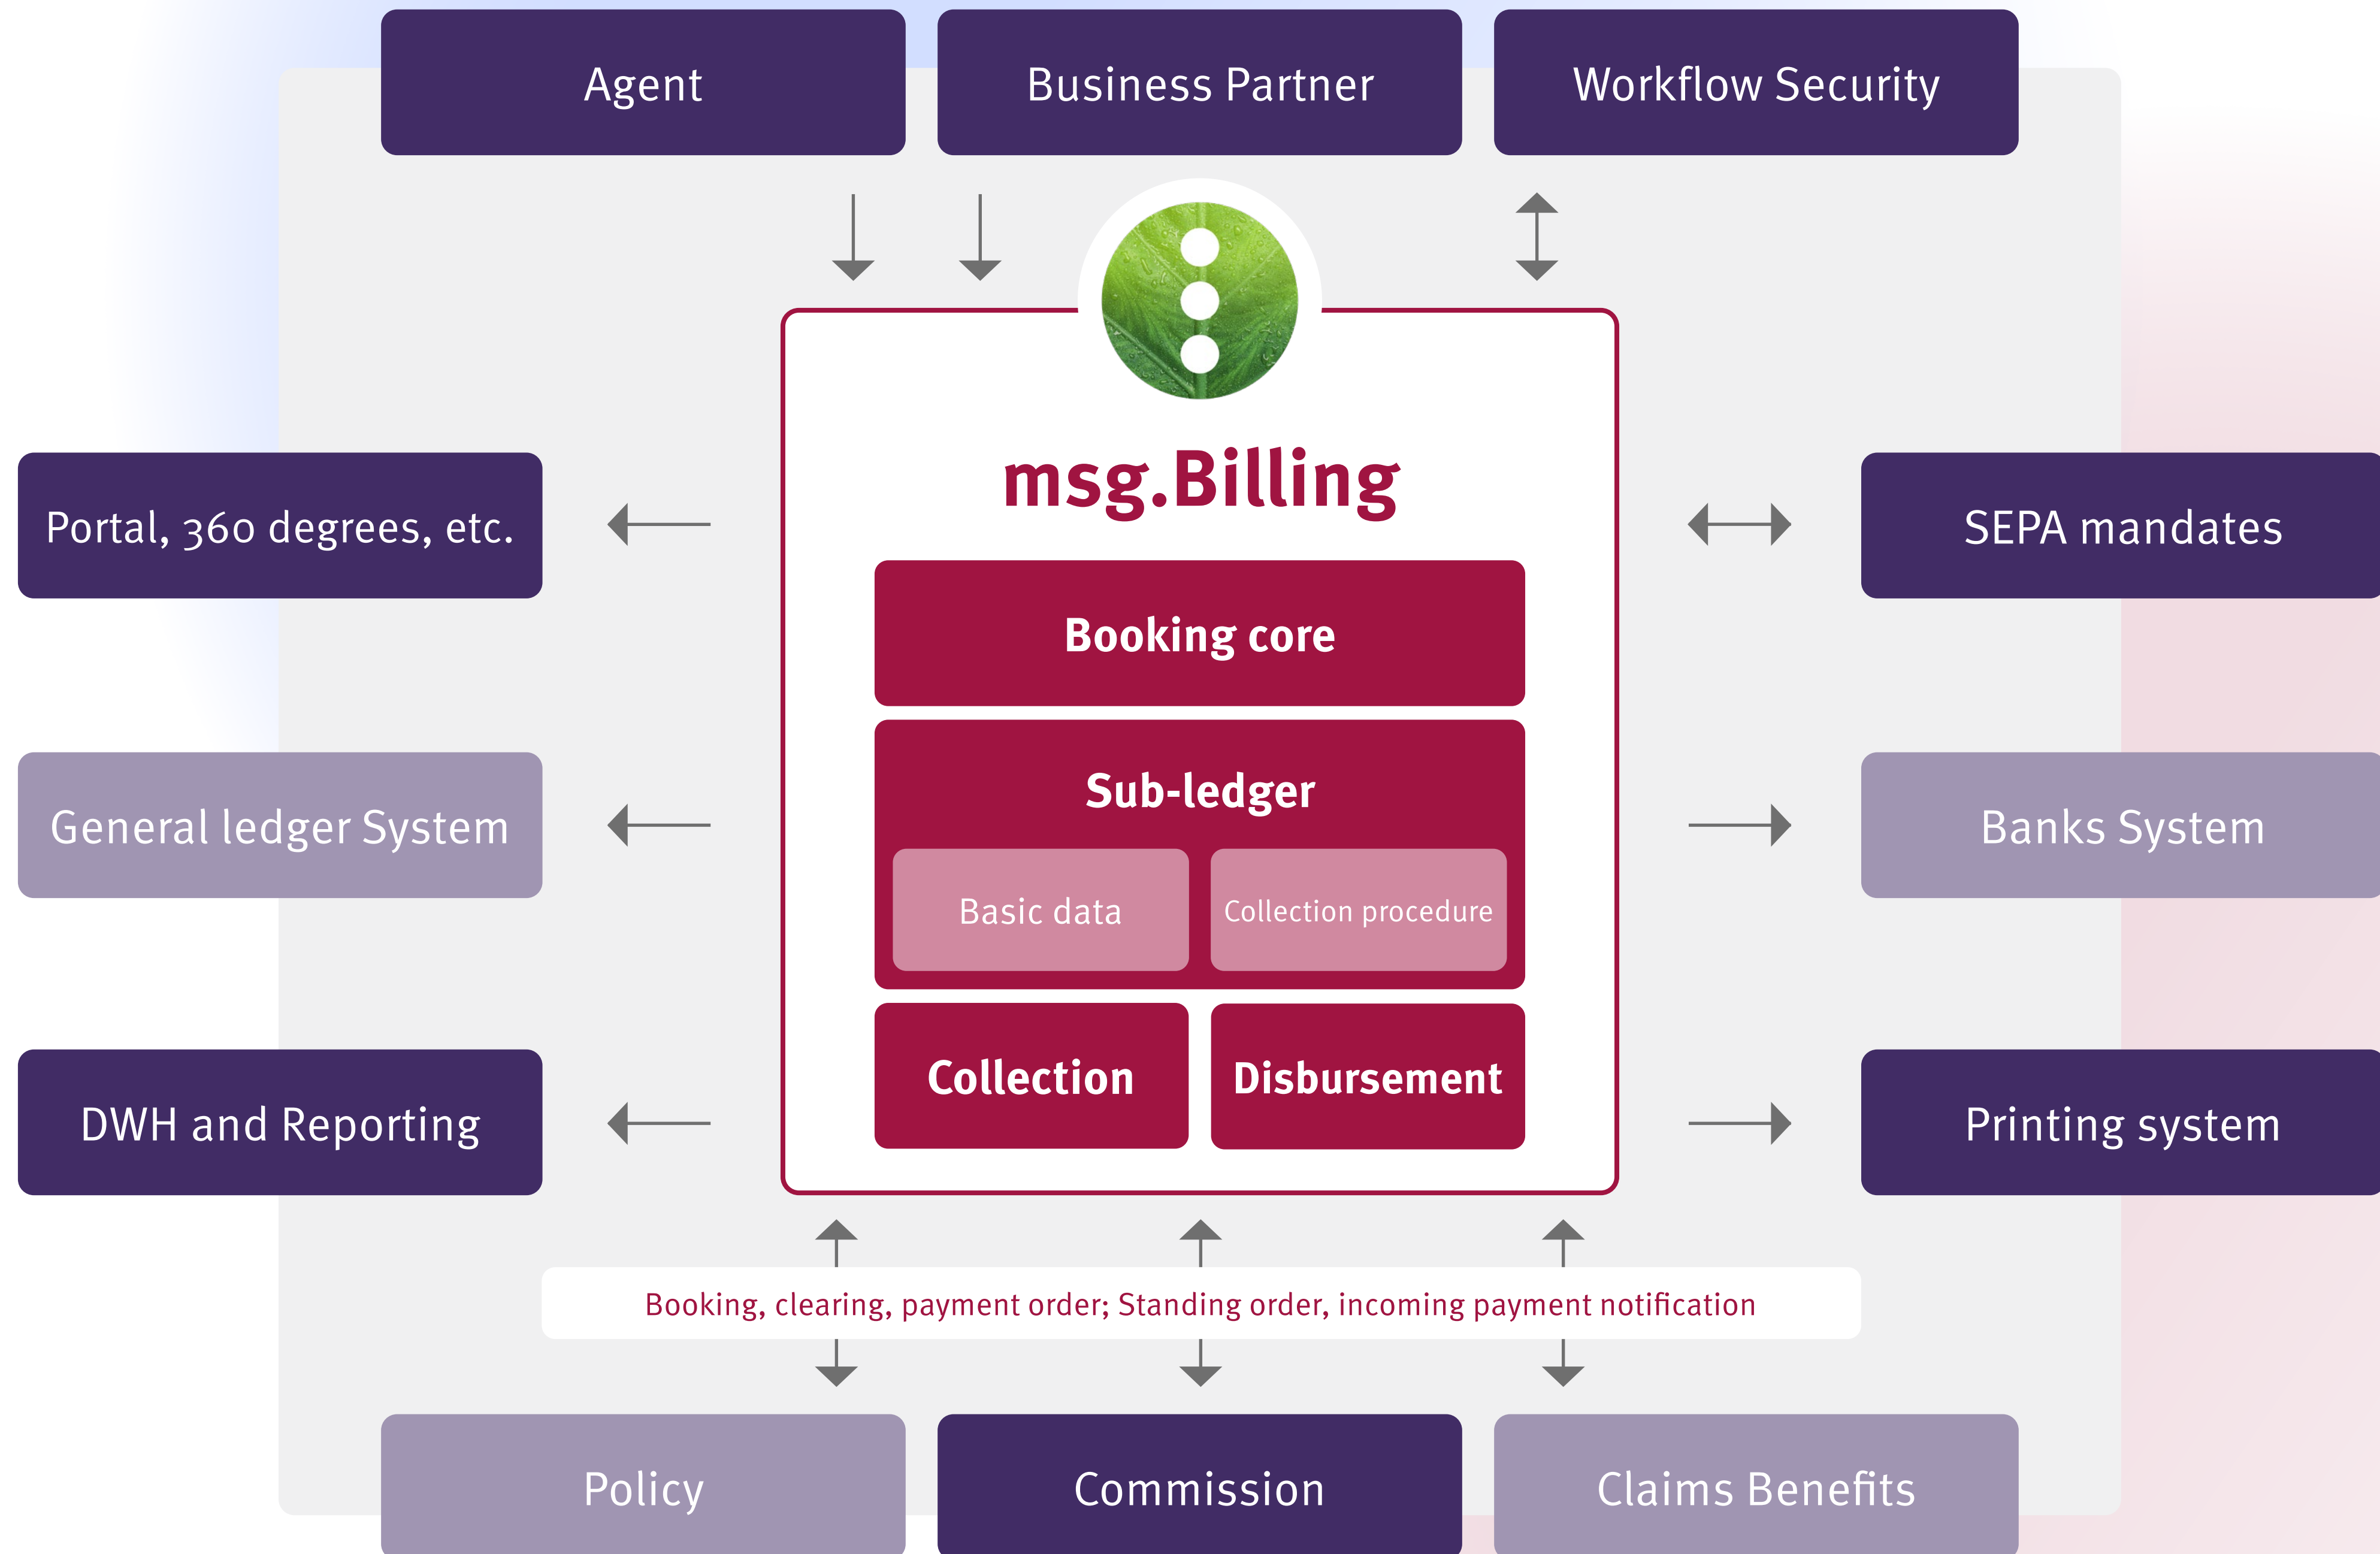 Agent
Business Partner
Workflow Security
msg.Billing
Portal, 360 degrees, etc.
SEPA mandates
Booking core
General ledger System
Sub-ledger
Banks System
Basic data
Collection procedure
DWH and Reporting
Collection
Disbursement
Printing system
Booking, clearing, payment order; Standing order, incoming payment notification
Policy
Commission
Claims Benefits